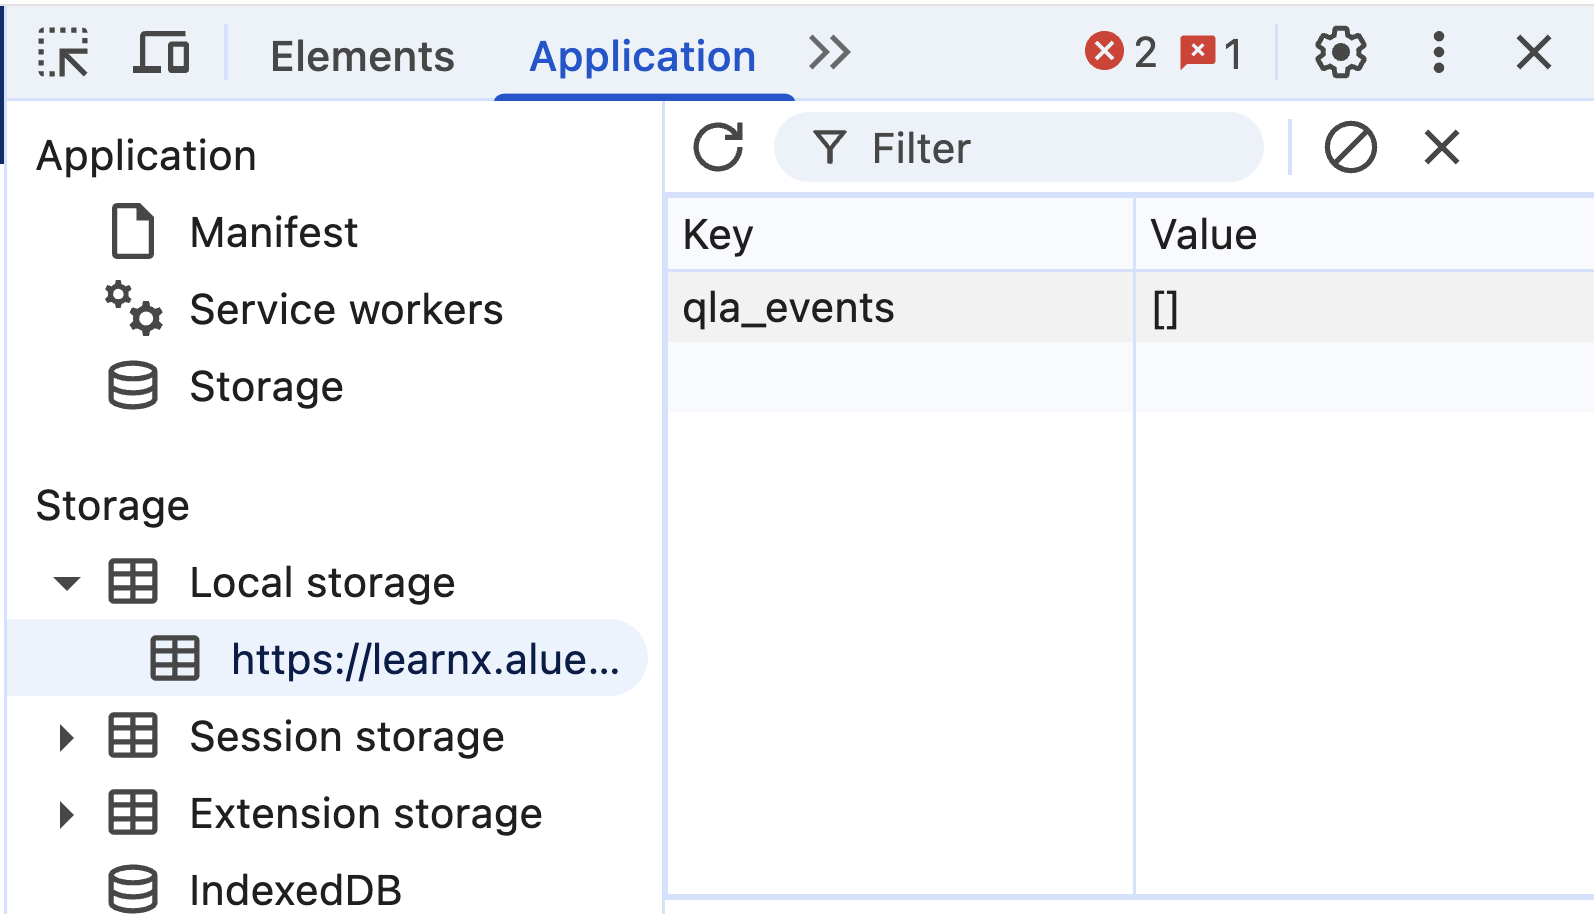 Elements Application 2 1
Application
Manifest
Service workers
Storage
Storage
Local storage
https://learnx.alue...
Session storage
Extension storage
IndexedDB
Filter
Key Value
qla_events []